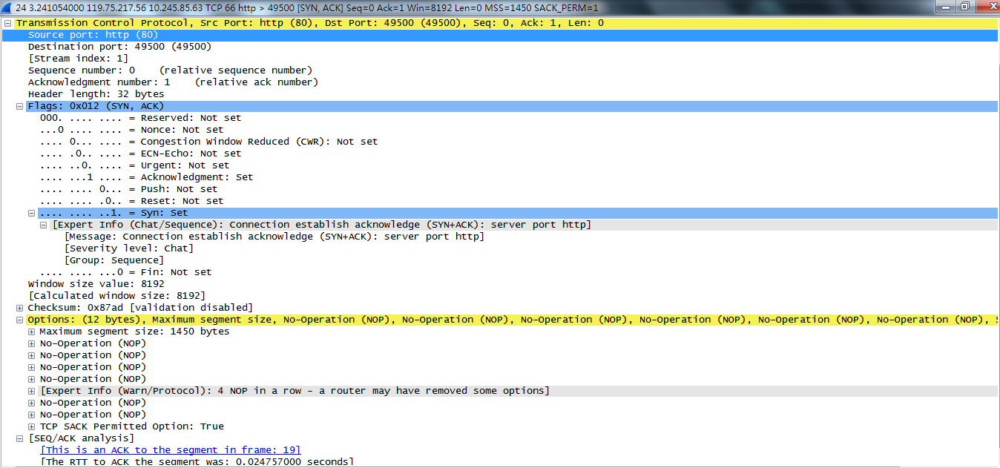 24 3.241054000 119.75.217.56 10.245.85.63 TCP 66 http > 49500 [SYN, ACK] Seq=0 Ack=1 Win=8192 Len=0 MSS=1450 SACK_PERM=1
Transmission Control Protocol, Src Port: http (80), Dst Port: 49500 (49500), Seq: 0, Ack: 1, Len: 0
Source port: http (80)
Destination port: 49500 (49500)
[Stream index: 1]
Sequence number: 0    (relative sequence number)
Acknowledgment number: 1    (relative ack number)
Header length: 32 bytes
Flags: 0x012 (SYN, ACK)
000. .... .... = Reserved: Not set
...0 .... .... = Nonce: Not set
.... 0... .... = Congestion Window Reduced (CWR): Not set
.... .0.. .... = ECN-Echo: Not set
.... ..0. .... = Urgent: Not set
.... ...1 .... = Acknowledgment: Set
.... .... 0... = Push: Not set
.... .... .0.. = Reset: Not set
.... .... ..1. = Syn: Set
[Expert Info (Chat/Sequence): Connection establish acknowledge (SYN+ACK): server port http]
[Message: Connection establish acknowledge (SYN+ACK): server port http]
[Severity level: Chat]
[Group: Sequence]
.... .... ...0 = Fin: Not set
Window size value: 8192
[Calculated window size: 8192]
Checksum: 0x87ad [validation disabled]
Options: (12 bytes), Maximum segment size, No-Operation (NOP), No-Operation (NOP), No-Operation (NOP), No-Operation (NOP), No-Operation (NOP), No-Operation (NOP),
Maximum segment size: 1450 bytes
No-Operation (NOP)
No-Operation (NOP)
No-Operation (NOP)
No-Operation (NOP)
[Expert Info (Warn/Protocol): 4 NOP in a row - a router may have removed some options]
No-Operation (NOP)
No-Operation (NOP)
TCP SACK Permitted Option: True
[SEQ/ACK analysis]
[This is an ACK to the segment in frame: 19]
[The RTT to ACK the segment was: 0.024757000 seconds]